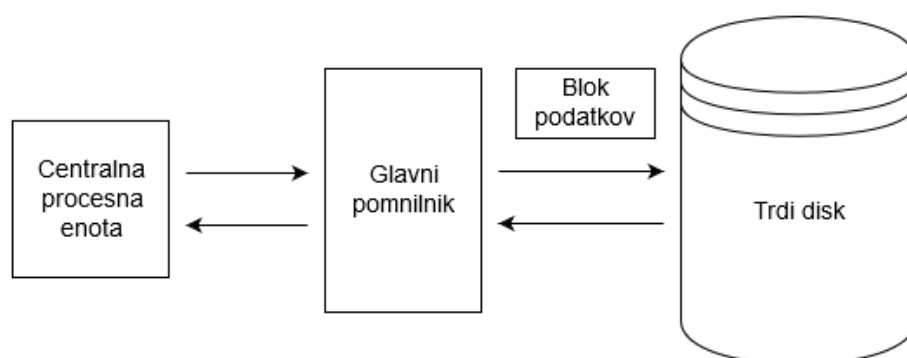 Centralna
procesna
enota
Glavni
pomnilnik
Blok
podatkov
Trdi disk